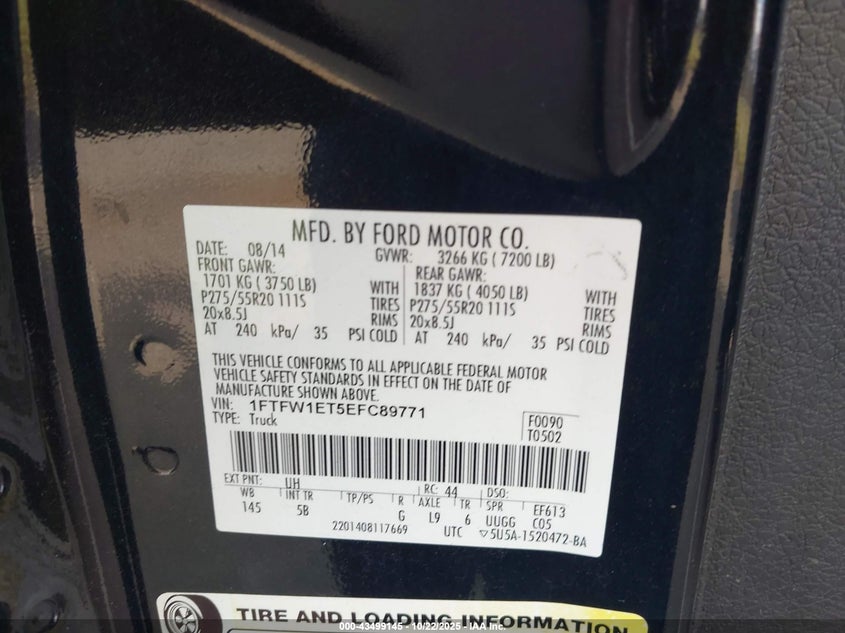 MFD. BY FORD MOTOR CO.
DATE: 08/14 GVWR: 3266 KG ( 7200 LB)
FRONT GAWR: REAR GAWR:
1701 KG ( 3750 LB) WITH 1837 KG ( 4050 LB) WITH
P275/55R20 111S TIRES P275/55R20 111S TIRES
20x8.5J RIMS 20x8.5J RIMS
AT 240 kPa/ 35 PSI COLD AT 240 kPa/ 35 PSI COLD
THIS VEHICLE CONFORMS TO ALL APPLICABLE FEDERAL MOTOR
VEHICLE SAFETY STANDARDS IN EFFECT ON THE DATE OF
MANUFACTURE SHOWN ABOVE.
VIN: 1FTFW1ET5EFC89771
TYPE: Truck
F0090
T0502
EXT PNT: UH RC: 44 DSO:
WB INT TR TP/PS R AXLE TR SPR EF613
145 5B G L9 6 UUGG C05
2201408117669 UTC ▽5U5A-1520472-BA
TIRE AND LOADING INFORMATION
000-43499145 - 10/22/2025 - IAA Inc.